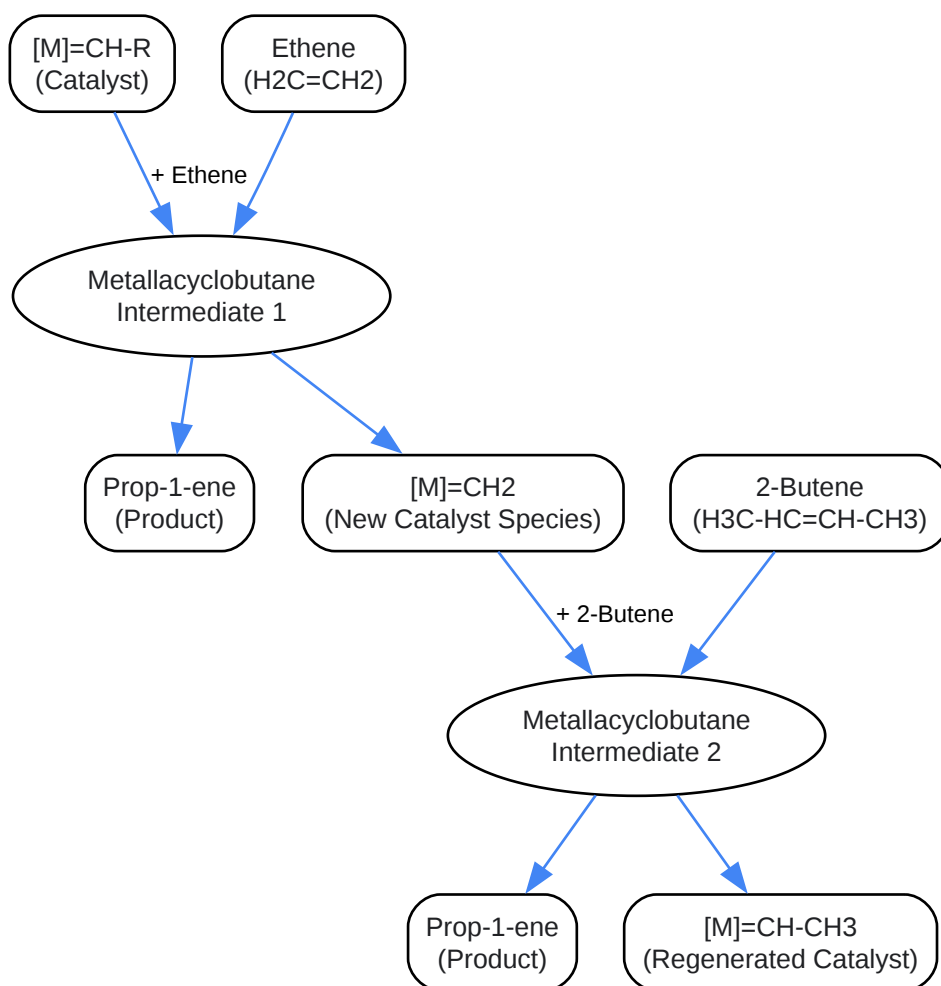 [M]=CH-R
(Catalyst)
Ethene
(H2C=CH2)
+ Ethene
Metallacyclobutane
Intermediate 1
Prop-1-ene
(Product)
[M]=CH2
(New Catalyst Species)
2-Butene
(H3C-HC=CH-CH3)
+ 2-Butene
Metallacyclobutane
Intermediate 2
Prop-1-ene
(Product)
[M]=CH-CH3
(Regenerated Catalyst)